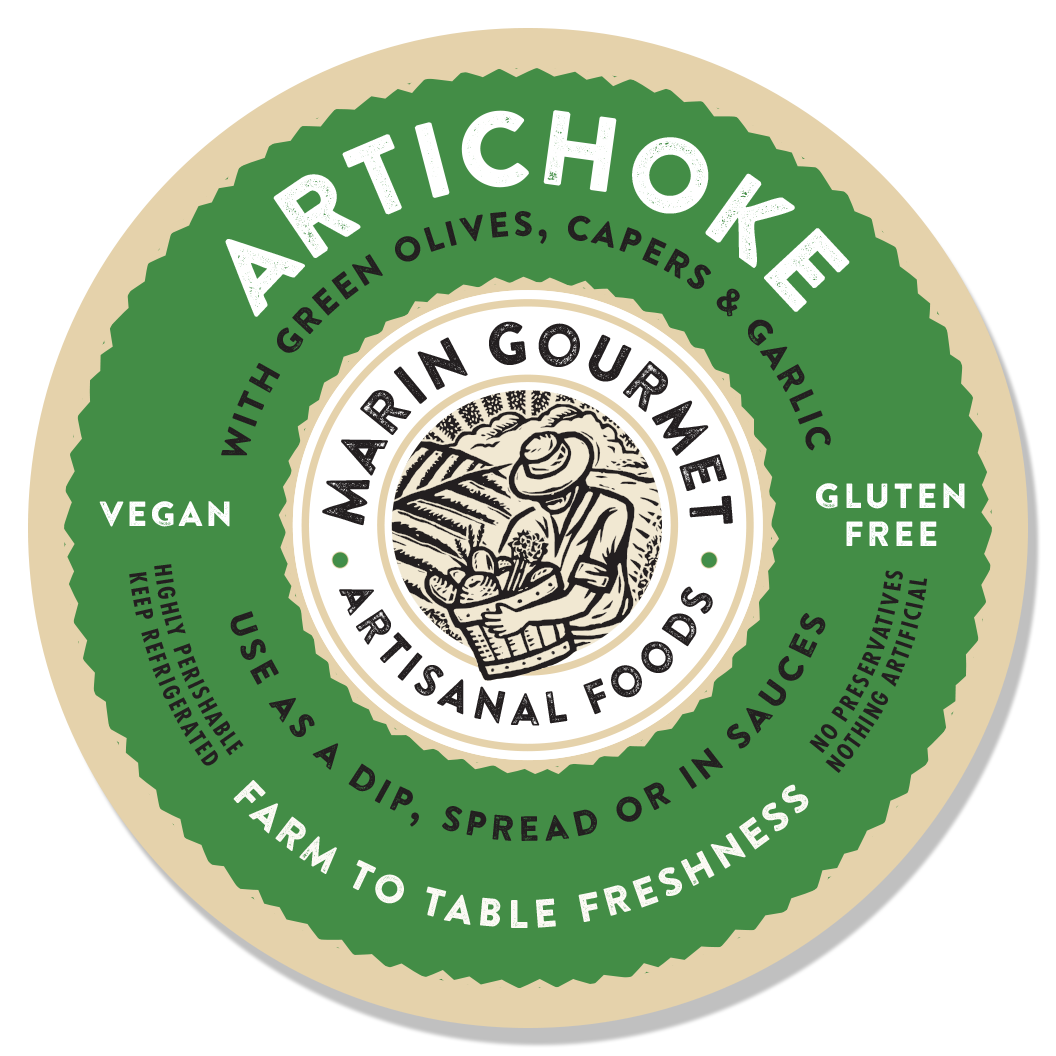 ARTICHOKE
WITH GREEN OLIVES, CAPERS & GARLIC
MARIN GOURMET
ARTISANAL FOODS
VEGAN
GLUTEN
FREE
HIGHLY PERISHABLE
KEEP REFRIGERATED
NO PRESERVATIVES
NOTHING ARTIFICIAL
USE AS A DIP, SPREAD OR IN SAUCES
FARM TO TABLE FRESHNESS